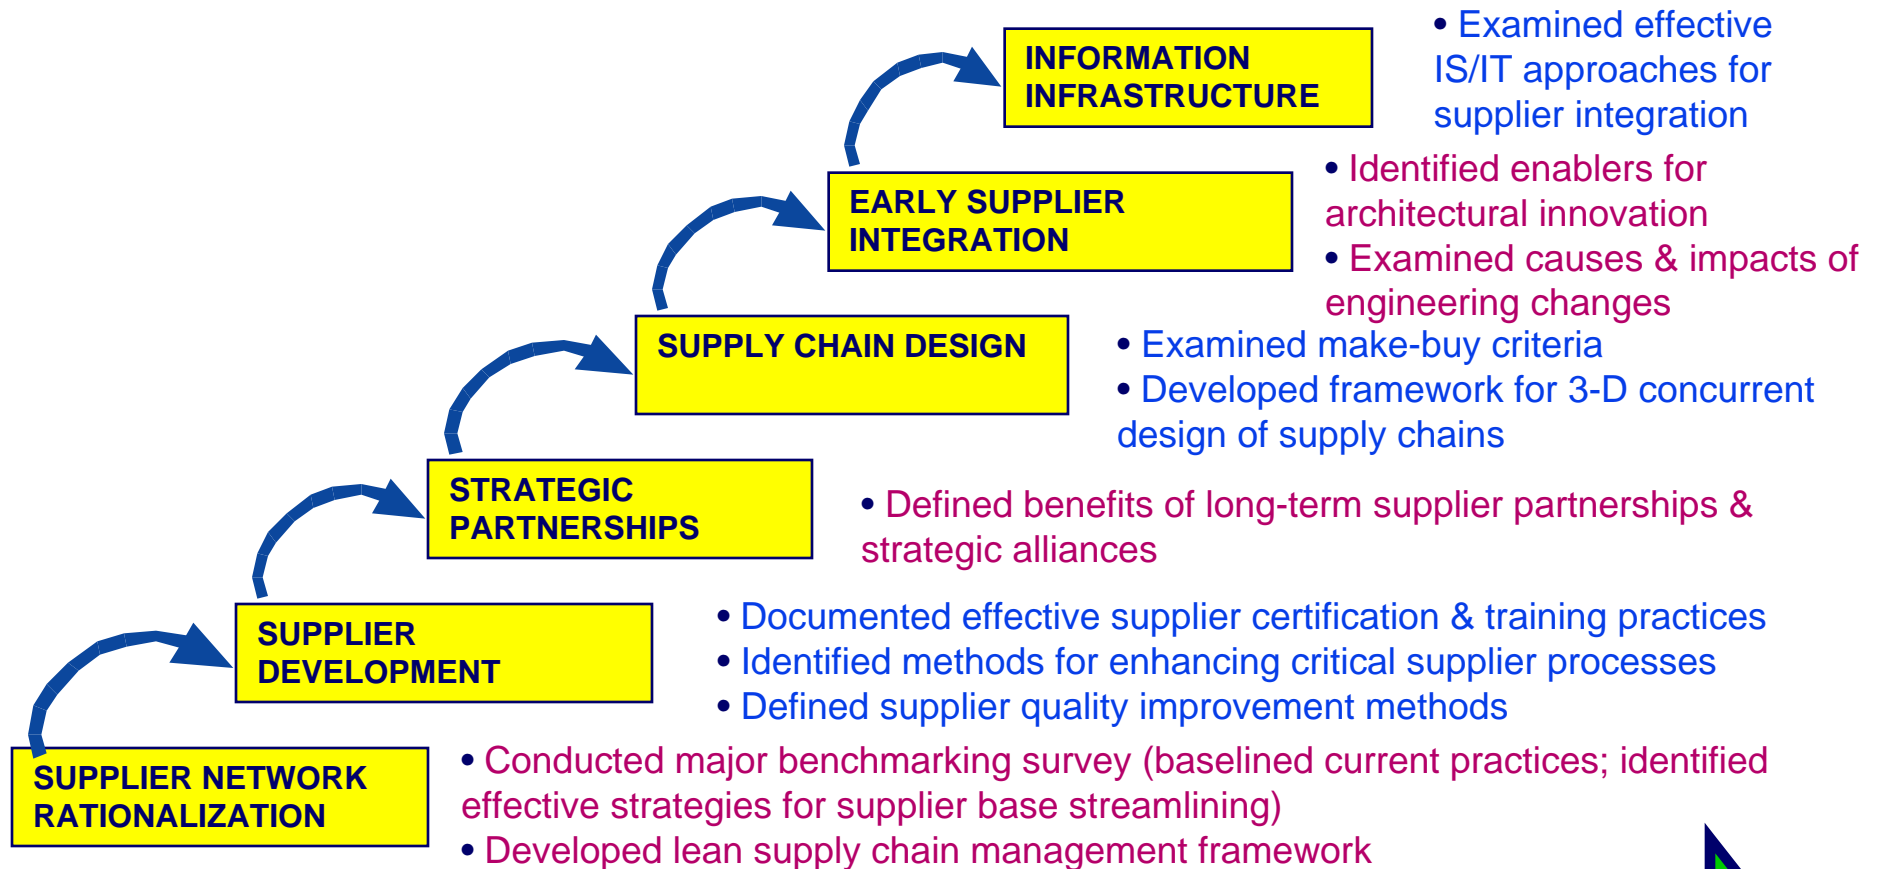 INFORMATION
INFRASTRUCTURE
• Examined effective
IS/IT approaches for
supplier integration
EARLY SUPPLIER
INTEGRATION
• Identified enablers for
architectural innovation
• Examined causes & impacts of
engineering changes
SUPPLY CHAIN DESIGN
• Examined make-buy criteria
• Developed framework for 3-D concurrent
design of supply chains
STRATEGIC
PARTNERSHIPS
• Defined benefits of long-term supplier partnerships &
strategic alliances
SUPPLIER
DEVELOPMENT
• Documented effective supplier certification & training practices
• Identified methods for enhancing critical supplier processes
• Defined supplier quality improvement methods
SUPPLIER NETWORK
RATIONALIZATION
• Conducted major benchmarking survey (baselined current practices; identified
effective strategies for supplier base streamlining)
• Developed lean supply chain management framework